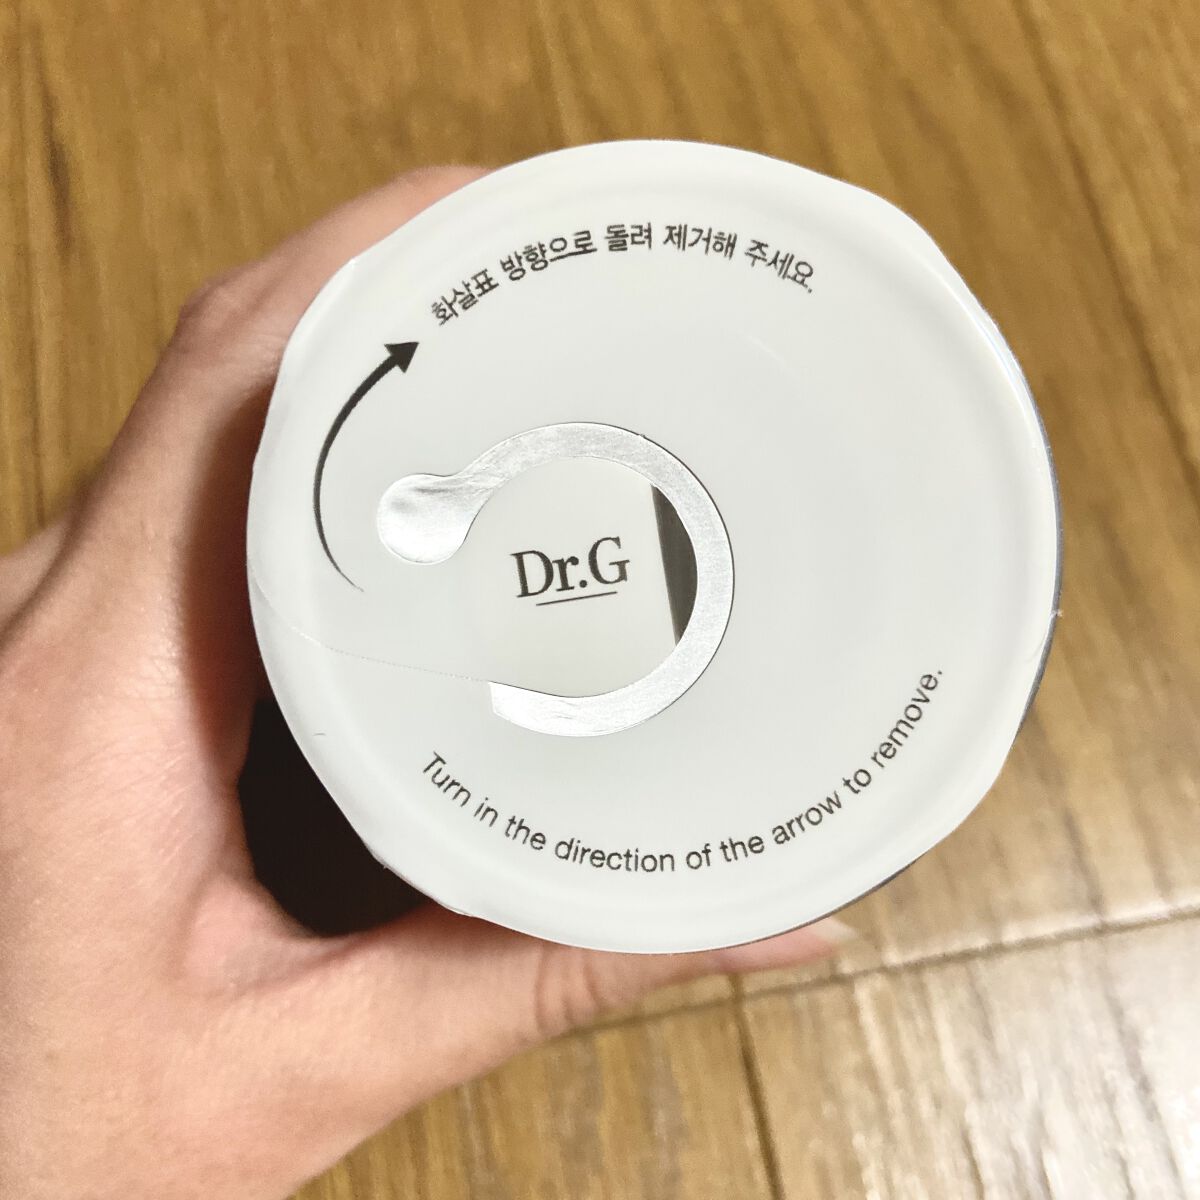 화살표 방향으로 돌려 제거해 주세요.
Dr.G
Turn in the direction of the arrow to remove.